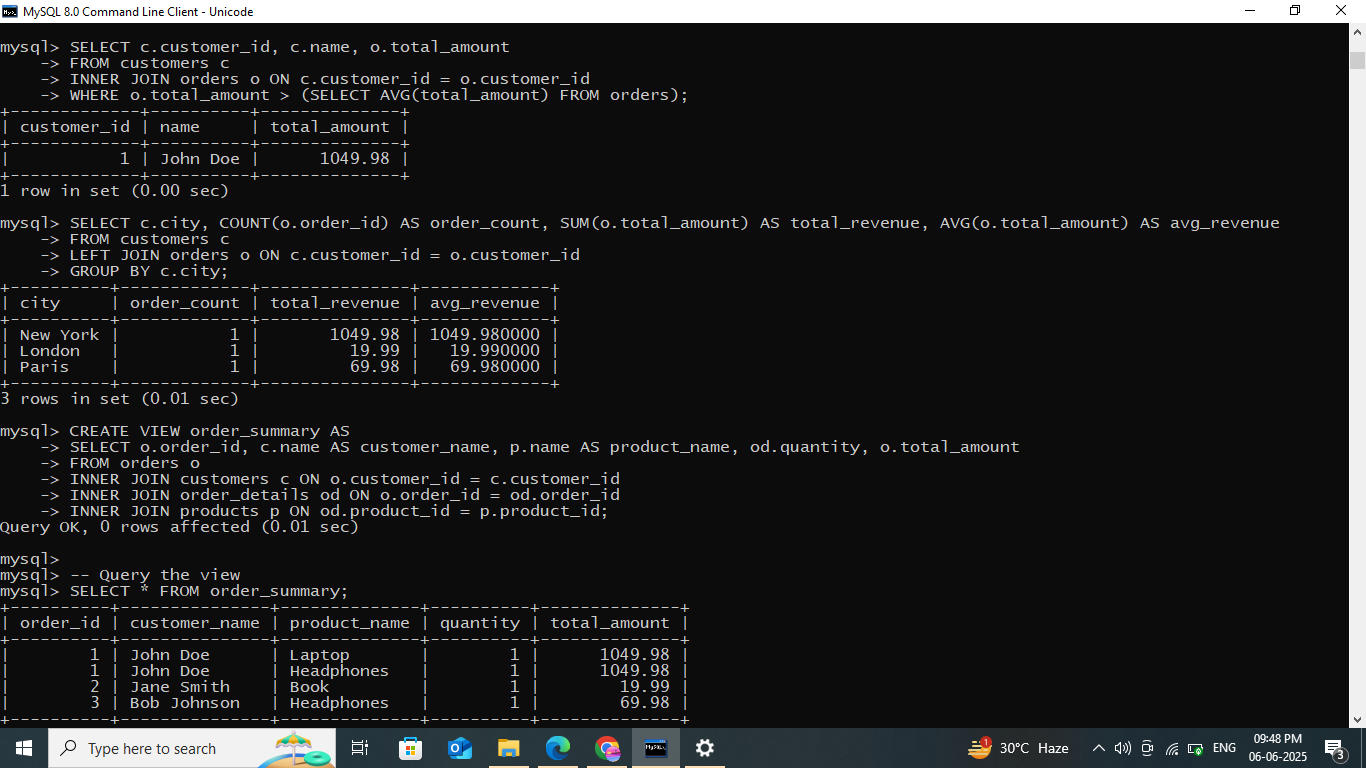 MySQL 8.0 Command Line Client - Unicode
mysql> SELECT c.customer_id, c.name, o.total_amount
    -> FROM customers c
    -> INNER JOIN orders o ON c.customer_id = o.customer_id
    -> WHERE o.total_amount > (SELECT AVG(total_amount) FROM orders);
+-------------+----------+--------------+
| customer_id | name     | total_amount |
+-------------+----------+--------------+
|           1 | John Doe |      1049.98 |
+-------------+----------+--------------+
1 row in set (0.00 sec)
mysql> SELECT c.city, COUNT(o.order_id) AS order_count, SUM(o.total_amount) AS total_revenue, AVG(o.total_amount) AS avg_revenue
    -> FROM customers c
    -> LEFT JOIN orders o ON c.customer_id = o.customer_id
    -> GROUP BY c.city;
+----------+-------------+---------------+-------------+
| city     | order_count | total_revenue | avg_revenue |
+----------+-------------+---------------+-------------+
| New York |           1 |       1049.98 | 1049.980000 |
| London   |           1 |         19.99 |   19.990000 |
| Paris    |           1 |         69.98 |   69.980000 |
+----------+-------------+---------------+-------------+
3 rows in set (0.01 sec)
mysql> CREATE VIEW order_summary AS
    -> SELECT o.order_id, c.name AS customer_name, p.name AS product_name, od.quantity, o.total_amount
    -> FROM orders o
    -> INNER JOIN customers c ON o.customer_id = c.customer_id
    -> INNER JOIN order_details od ON o.order_id = od.order_id
    -> INNER JOIN products p ON od.product_id = p.product_id;
Query OK, 0 rows affected (0.01 sec)
mysql>
mysql> -- Query the view
mysql> SELECT * FROM order_summary;
+----------+---------------+--------------+----------+--------------+
| order_id | customer_name | product_name | quantity | total_amount |
+----------+---------------+--------------+----------+--------------+
|        1 | John Doe      | Laptop       |        1 |      1049.98 |
|        1 | John Doe      | Headphones   |        1 |      1049.98 |
|        2 | Jane Smith    | Book         |        1 |        19.99 |
|        3 | Bob Johnson   | Headphones   |        1 |        69.98 |
+----------+---------------+--------------+----------+--------------+
Type here to search
MySQL
1
30°C Haze
ENG
09:48 PM
06-06-2025
3